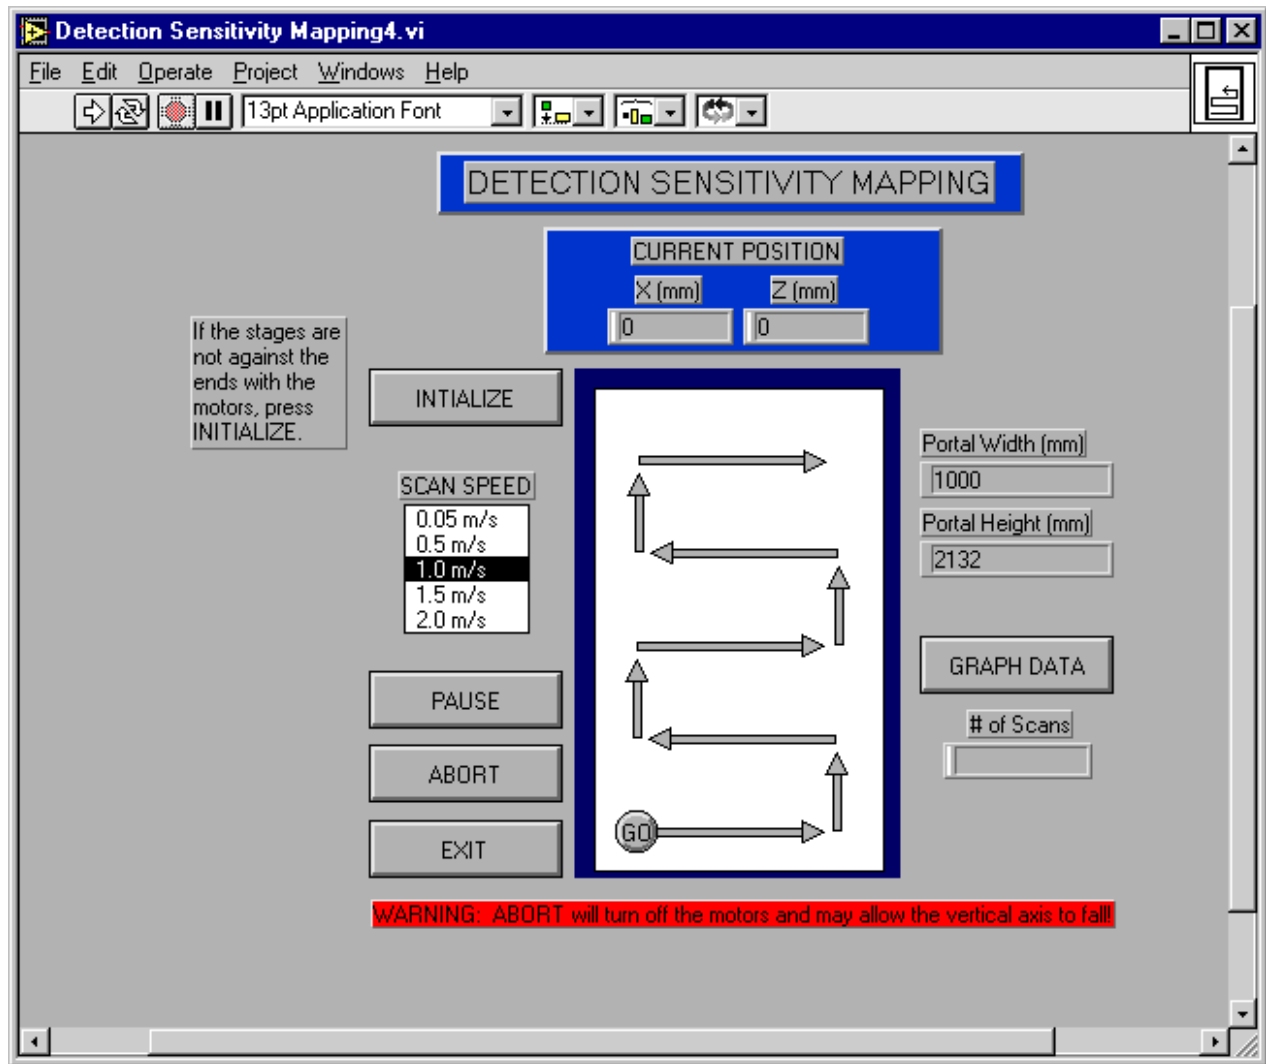 Detection Sensitivity Mapping4.vi
File Edit Operate Project Windows Help
13pt Application Font
DETECTION SENSITIVITY MAPPING
CURRENT POSITION
X (mm) Z (mm)
0 0
If the stages are
not against the
ends with the
motors, press
INITIALIZE.
INTIALIZE
SCAN SPEED
0.05 m/s
0.5 m/s
1.0 m/s
1.5 m/s
2.0 m/s
PAUSE
ABORT
EXIT
GO
Portal Width (mm)
1000
Portal Height (mm)
2132
GRAPH DATA
# of Scans
WARNING: ABORT will turn off the motors and may allow the vertical axis to fall!